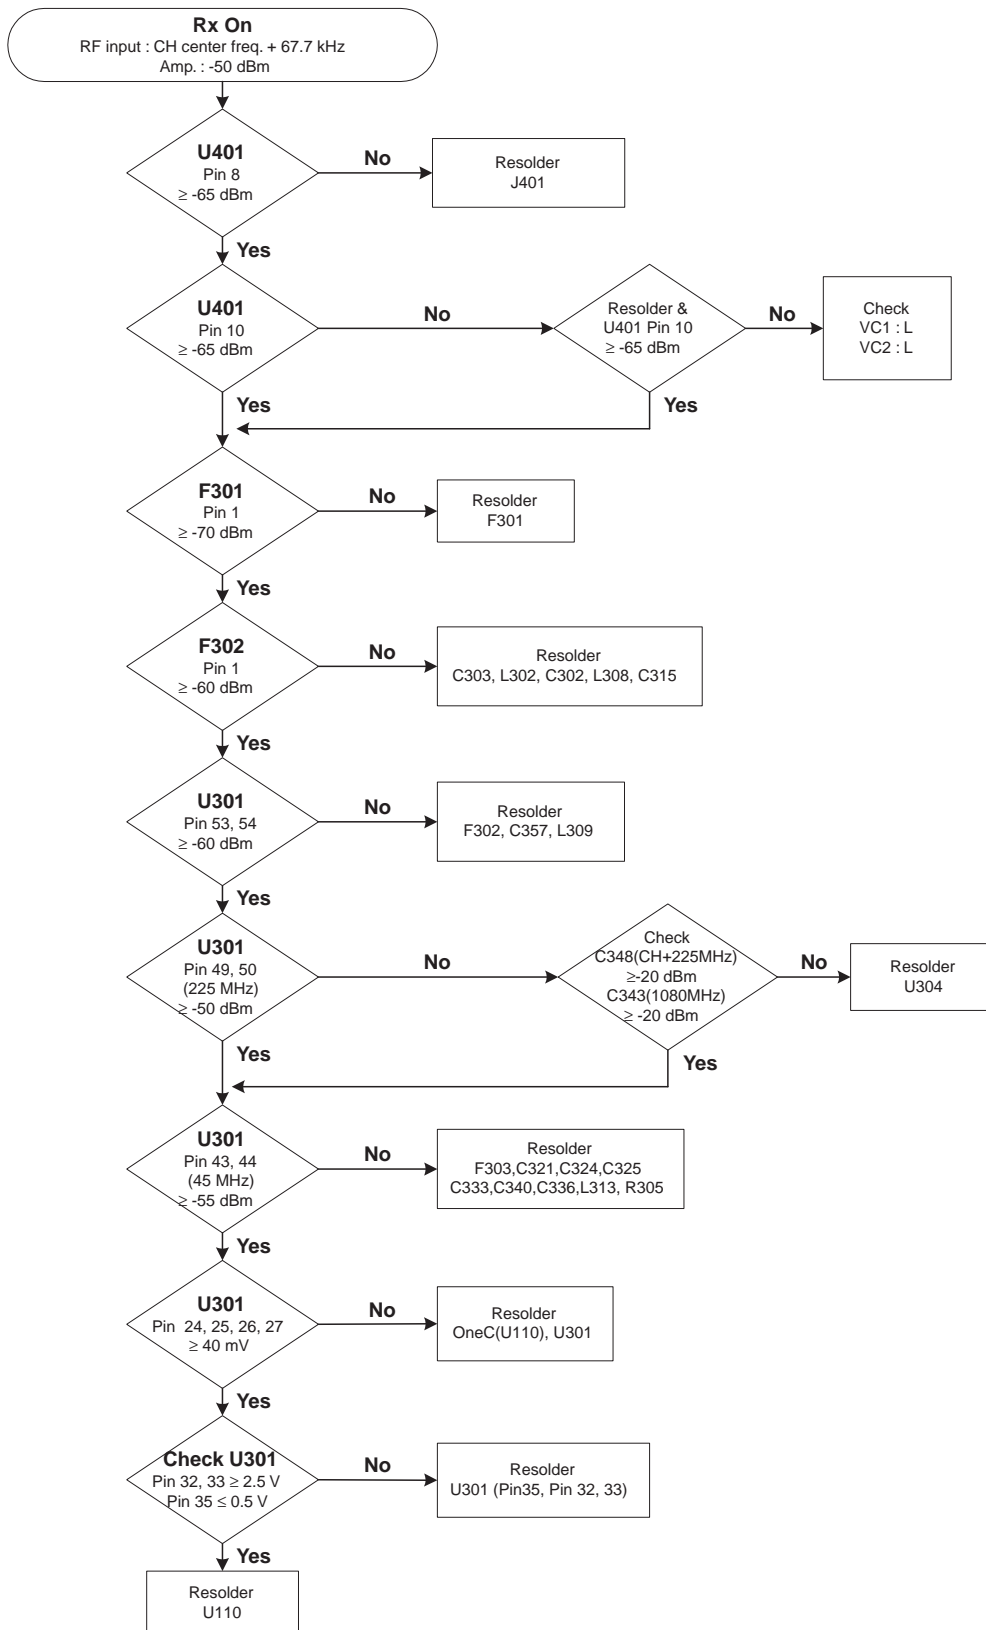 Rx On
RF input : CH center freq. + 67.7 kHz
Amp. : -50 dBm
U401
Pin 8
≥ -65 dBm
No
Resolder
J401
Yes
U401
Pin 10
≥ -65 dBm
No
Resolder &
U401 Pin 10
≥ -65 dBm
No
Check
VC1 : L
VC2 : L
Yes
Yes
F301
Pin 1
≥ -70 dBm
No
Resolder
F301
Yes
F302
Pin 1
≥ -60 dBm
No
Resolder
C303, L302, C302, L308, C315
Yes
U301
Pin 53, 54
≥ -60 dBm
No
Resolder
F302, C357, L309
Yes
U301
Pin 49, 50
(225 MHz)
≥ -50 dBm
No
Check
C348(CH+225MHz)
≥-20 dBm
C343(1080MHz)
≥ -20 dBm
No
Resolder
U304
Yes
Yes
U301
Pin 43, 44
(45 MHz)
≥ -55 dBm
No
Resolder
F303,C321,C324,C325
C333,C340,C336,L313, R305
Yes
U301
Pin 24, 25, 26, 27
≥ 40 mV
No
Resolder
OneC(U110), U301
Yes
Check U301
Pin 32, 33 ≥ 2.5 V
Pin 35 ≤ 0.5 V
No
Resolder
U301 (Pin35, Pin 32, 33)
Yes
Resolder
U110